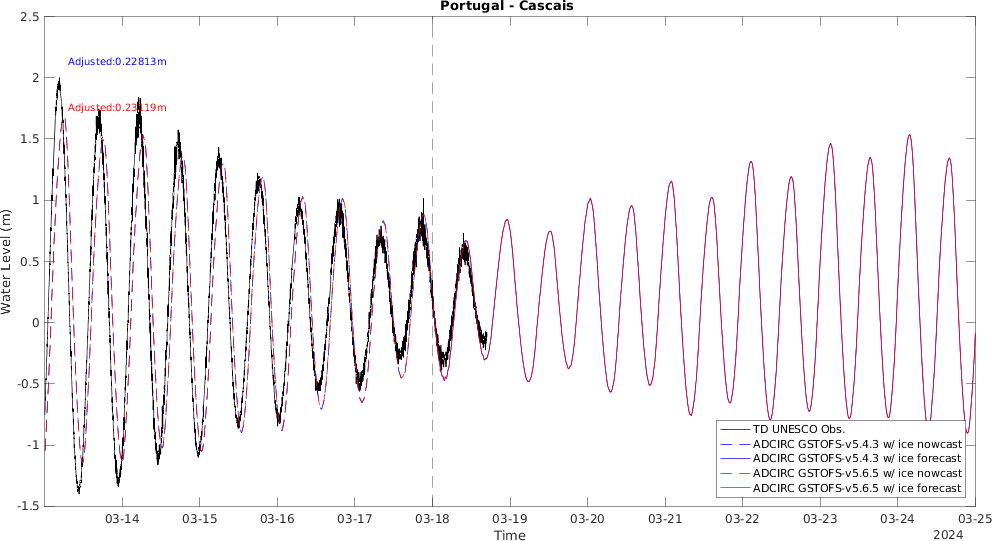 Portugal - Cascais
2.5
2
1.5
1
0.5
0
-0.5
-1
-1.5
Water Level (m)
Adjusted:0.22813m
Adjusted:0.23119m
TD UNESCO Obs.
ADCIRC GSTOFS-v5.4.3 w/ ice nowcast
ADCIRC GSTOFS-v5.4.3 w/ ice forecast
ADCIRC GSTOFS-v5.6.5 w/ ice nowcast
ADCIRC GSTOFS-v5.6.5 w/ ice forecast
03-14 03-15 03-16 03-17 03-18 03-19 03-20 03-21 03-22 03-23 03-24 03-25
Time
2024